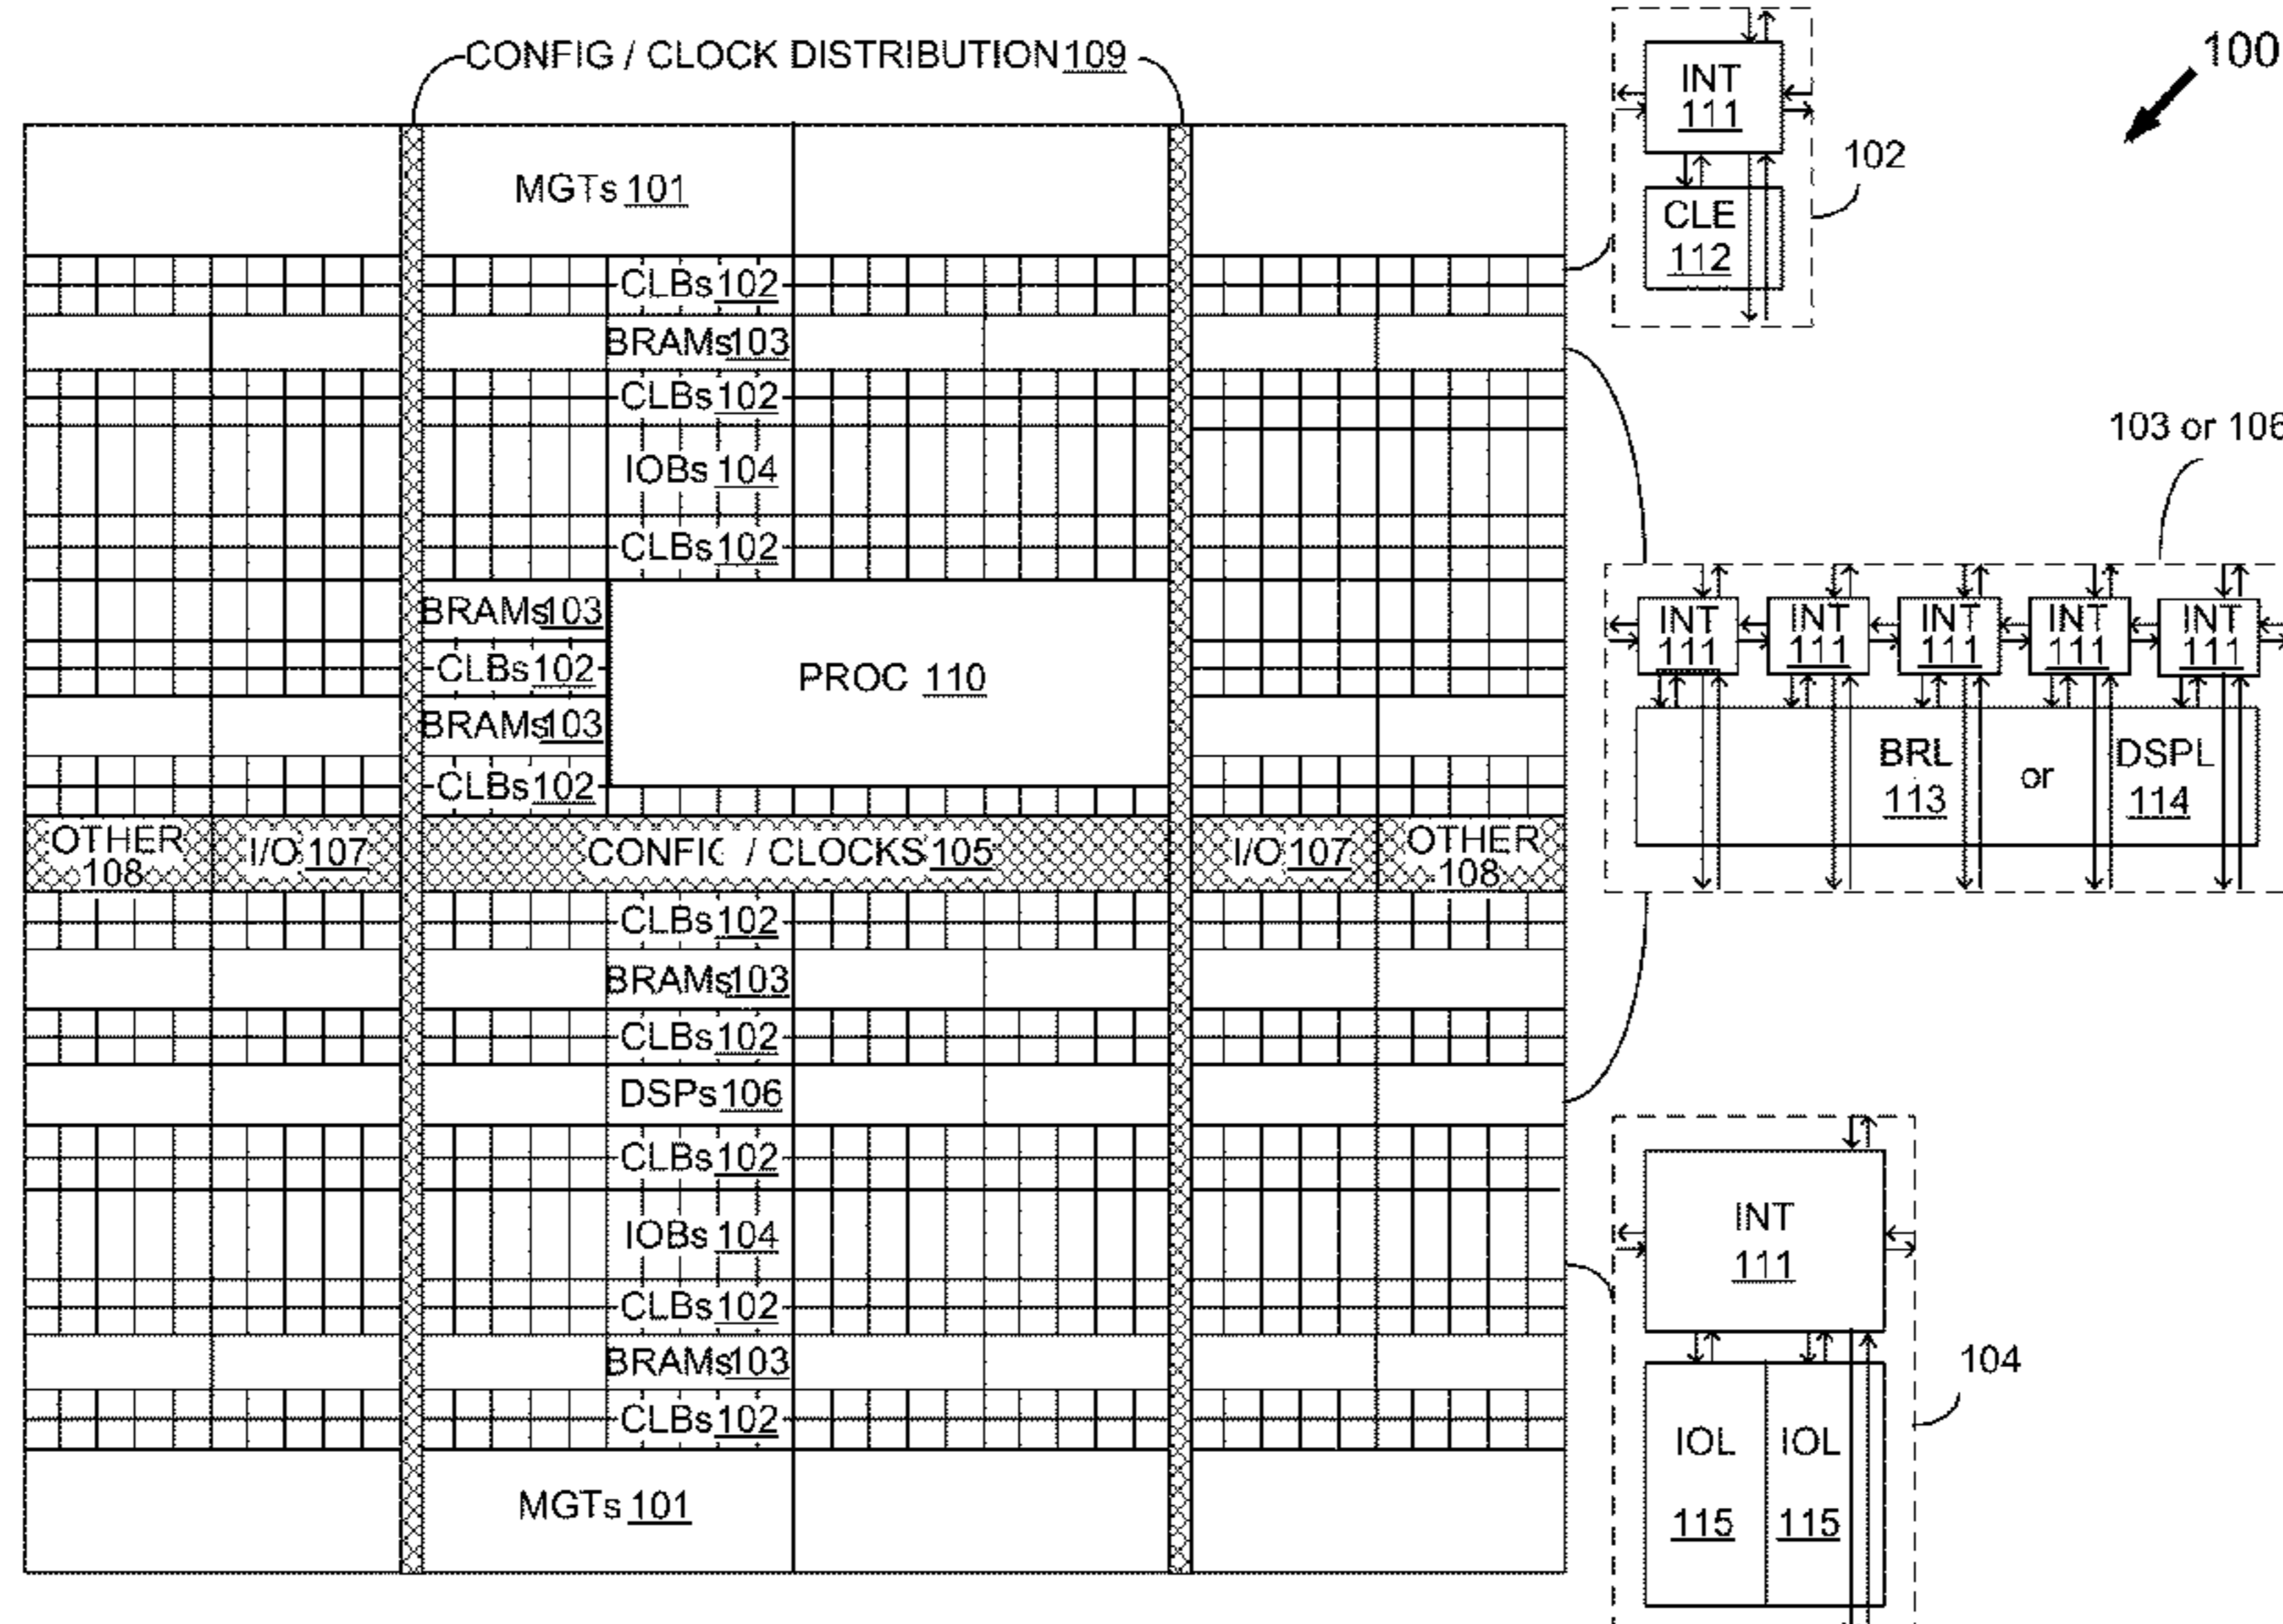 CONFIG / CLOCK DISTRIBUTION 109
100
MGTs 101
CLBs 102
BRAMs 103
CLBs 102
IOBs 104
CLBs 102
BRAMs 103
CLBs 102
BRAMs 103
CLBs 102
PROC 110
OTHER
108
I/O 107
CONFIG / CLOCKS 105
I/O 107
OTHER
108
CLBs 102
BRAMs 103
CLBs 102
DSPs 106
CLBs 102
IOBs 104
CLBs 102
BRAMs 103
CLBs 102
MGTs 101
INT
111
CLE
112
102
103 or 106
INT
111
INT
111
INT
111
INT
111
INT
111
BRL
113
or
DSPL
114
INT
111
IOL
115
IOL
115
104